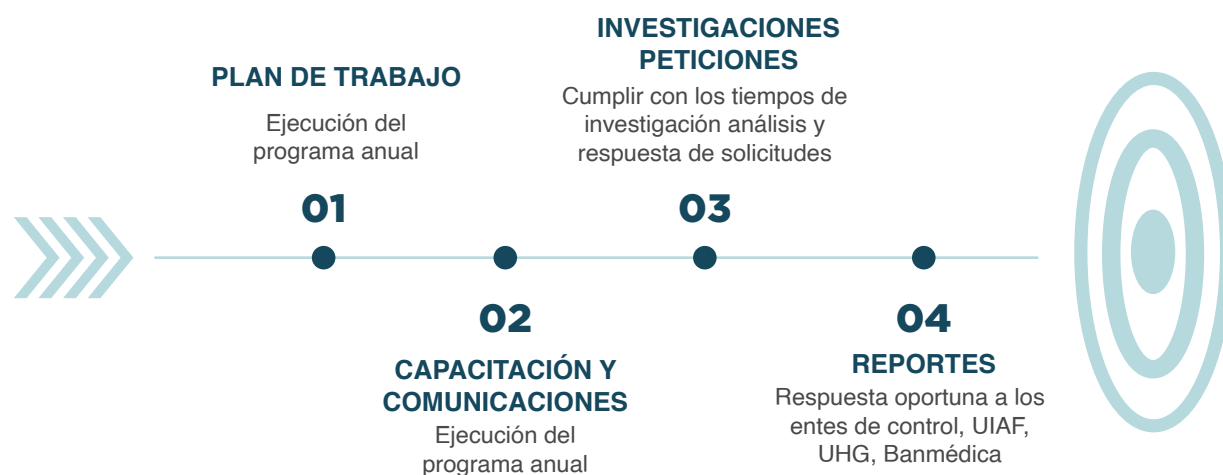 PLAN DE TRABAJO
Ejecución del
programa anual
01
02
CAPACITACIÓN Y
COMUNICACIONES
Ejecución del
programa anual
INVESTIGACIONES
PETICIONES
Cumplir con los tiempos de
investigación análisis y
respuesta de solicitudes
03
04
REPORTES
Respuesta oportuna a los
entes de control, UIAF,
UHG, Banmédica